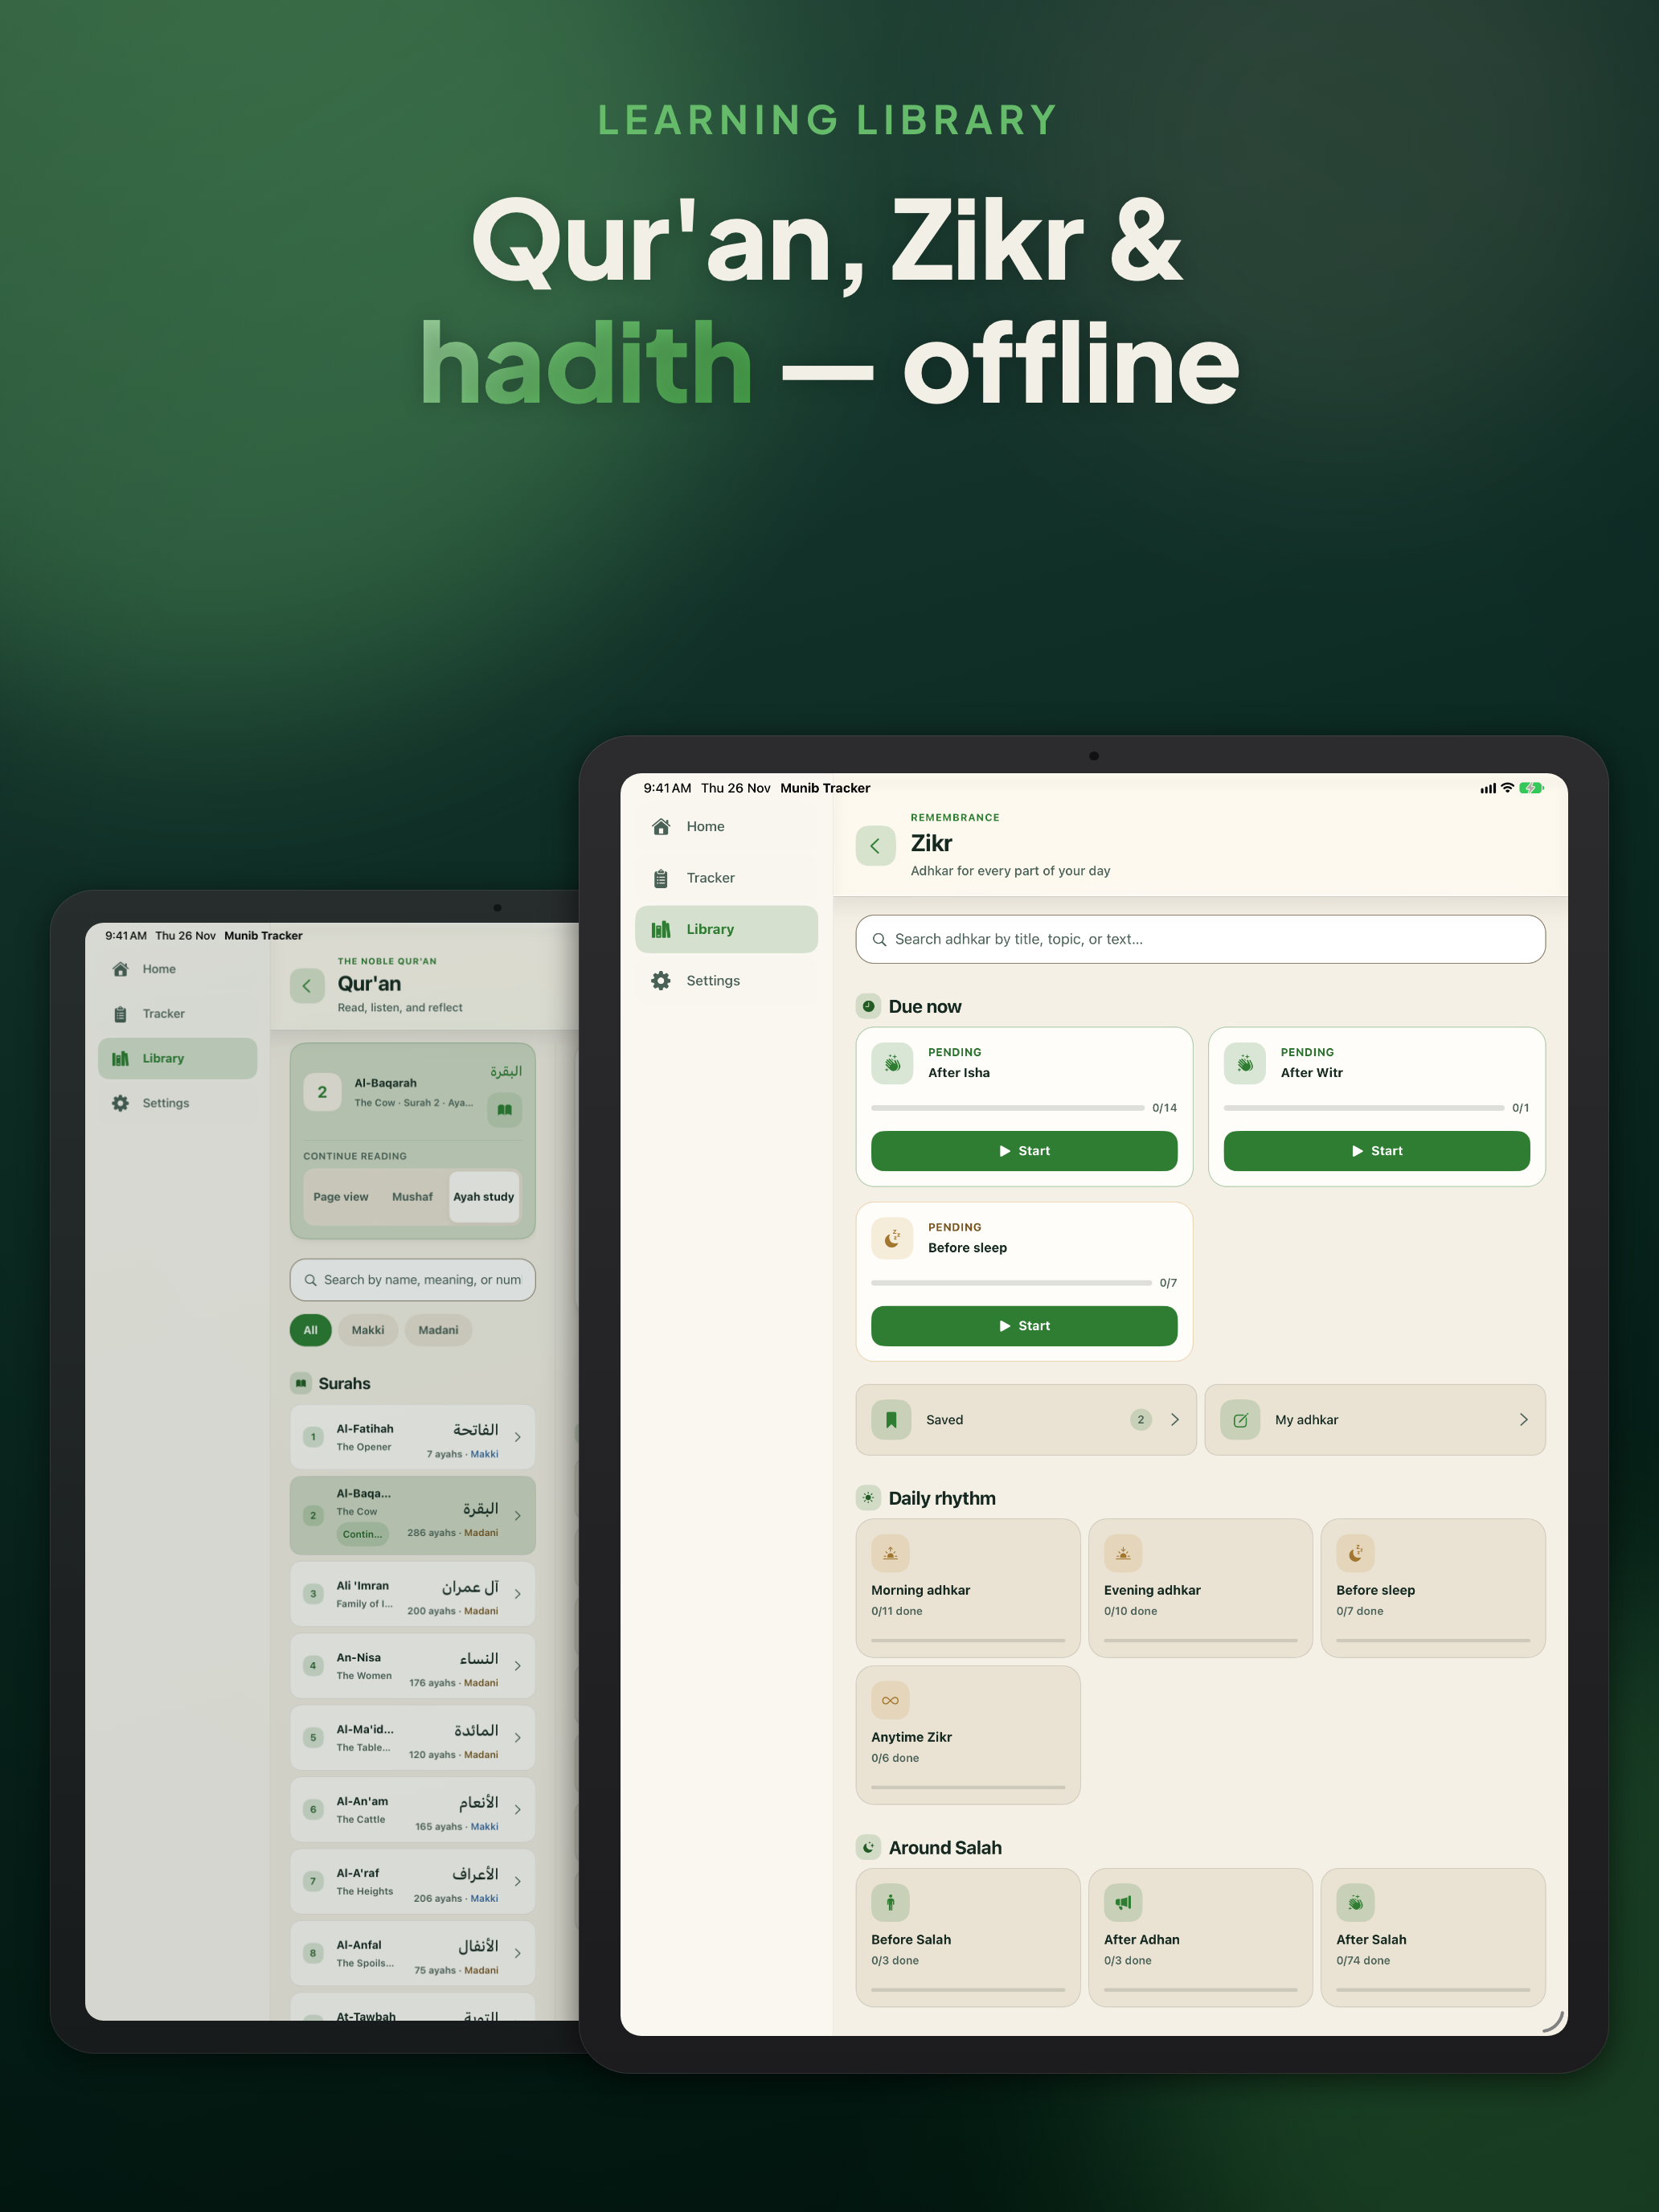 LEARNING LIBRARY
Qur'an, Zikr &
hadith — offline
9:41 AM Thu 26 Nov Munib Tracker
Home
Tracker
Library
Settings
THE NOBLE QUR'AN
Qur'an
Read, listen, and reflect
2
Al-Baqarah
البقرة
The Cow · Surah 2 · Aya...
CONTINUE READING
Page view Mushaf Ayah study
Search by name, meaning, or num
All Makki Madani
Surahs
1
Al-Fatihah الفاتحة
The Opener 7 ayahs · Makki
2
Al-Baqa... البقرة
The Cow
Contin... 286 ayahs · Madani
3
Ali 'Imran آل عمران
Family of I... 200 ayahs · Madani
4
An-Nisa النساء
The Women 176 ayahs · Madani
5
Al-Ma'id... المائدة
The Table... 120 ayahs · Madani
6
Al-An'am الأنعام
The Cattle 165 ayahs · Makki
7
Al-A'raf الأعراف
The Heights 206 ayahs · Makki
8
Al-Anfal الأنفال
The Spoils... 75 ayahs · Madani
At-Tawbah التوبة
9:41 AM Thu 26 Nov Munib Tracker
Home
Tracker
Library
Settings
REMEMBRANCE
Zikr
Adhkar for every part of your day
Search adhkar by title, topic, or text...
Due now
PENDING
After Isha
0/14
Start
PENDING
After Witr
0/1
Start
PENDING
Before sleep
0/7
Start
Saved 2
My adhkar
Daily rhythm
Morning adhkar
0/11 done
Evening adhkar
0/10 done
Before sleep
0/7 done
Anytime Zikr
0/6 done
Around Salah
Before Salah
0/3 done
After Adhan
0/3 done
After Salah
0/74 done